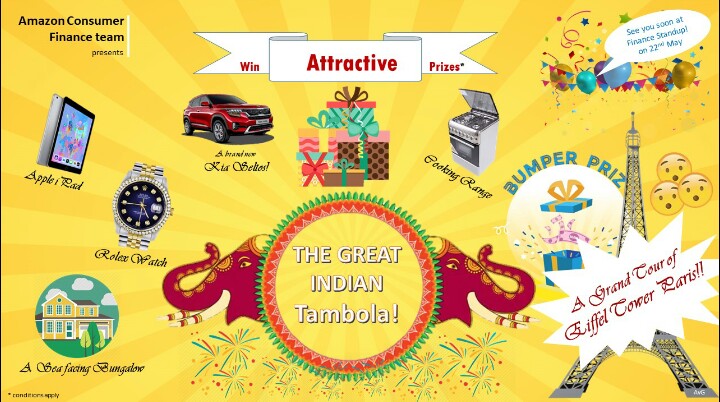 Amazon Consumer
Finance team
presents
Win Attractive Prizes*
See you soon at
Finance Standup!
on 22nd May
Apple i Pad
A brand new
Kia Seltos!
Cooking Range
Rolex Watch
BUMPER PRIZ
THE GREAT
INDIAN
Tambola!
A Grand Tour of
Eiffel Tower Paris!!
A Sea facing Bungalow
* conditions apply
AvG